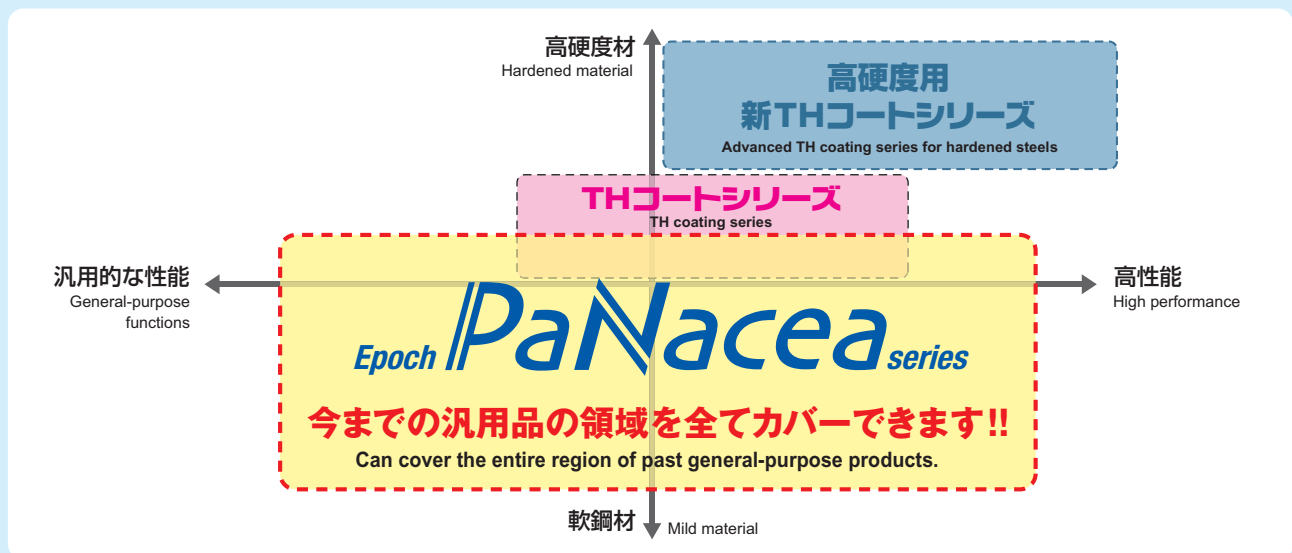 高硬度材
Hardened material
高硬度用
新THコートシリーズ
Advanced TH coating series for hardened steels
THコートシリーズ
TH coating series
汎用的な性能
General-purpose
functions
高性能
High performance
Epoch PaNacea series
今までの汎用品の領域を全てカバーできます!!
Can cover the entire region of past general-purpose products.
軟鋼材
Mild material